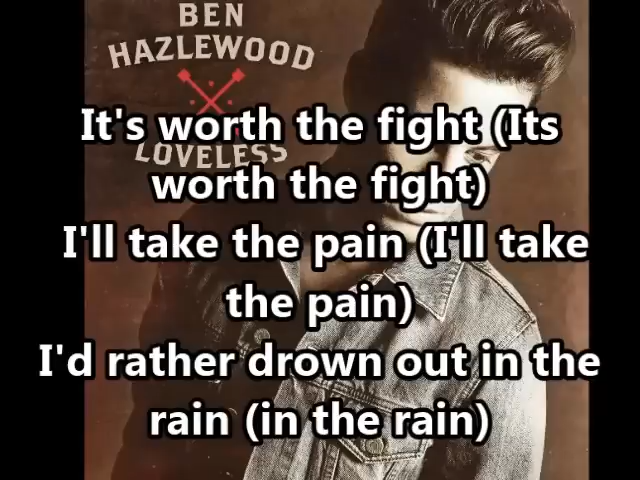 BEN
HAZLEWOOD
LOVELESS
It's worth the fight (Its
worth the fight)
I'll take the pain (I'll take
the pain)
I'd rather drown out in the
rain (in the rain)